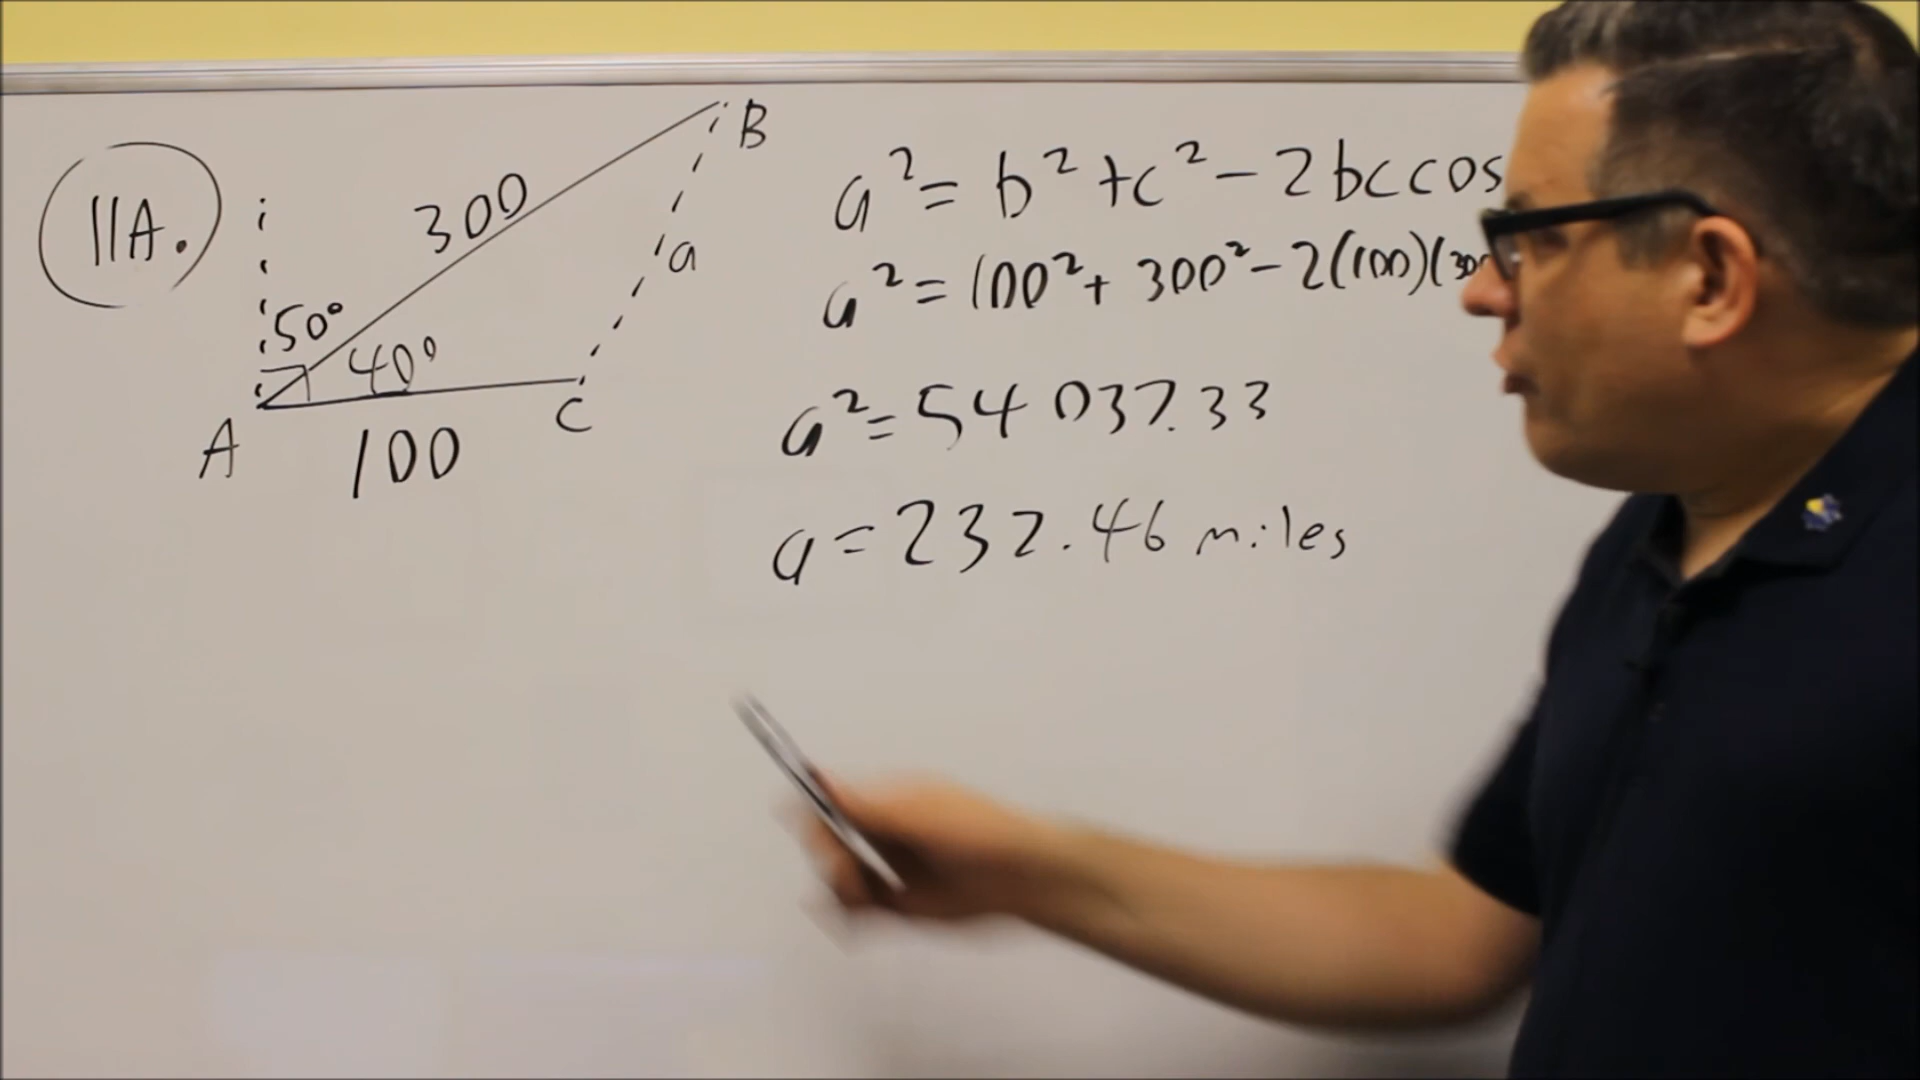 11A.
B
300
a
50°
40°
A
C
100
a² = b² + c² - 2bc cos
a² = 100² + 300² - 2(100)(300
a² = 54037.33
a = 232.46 miles